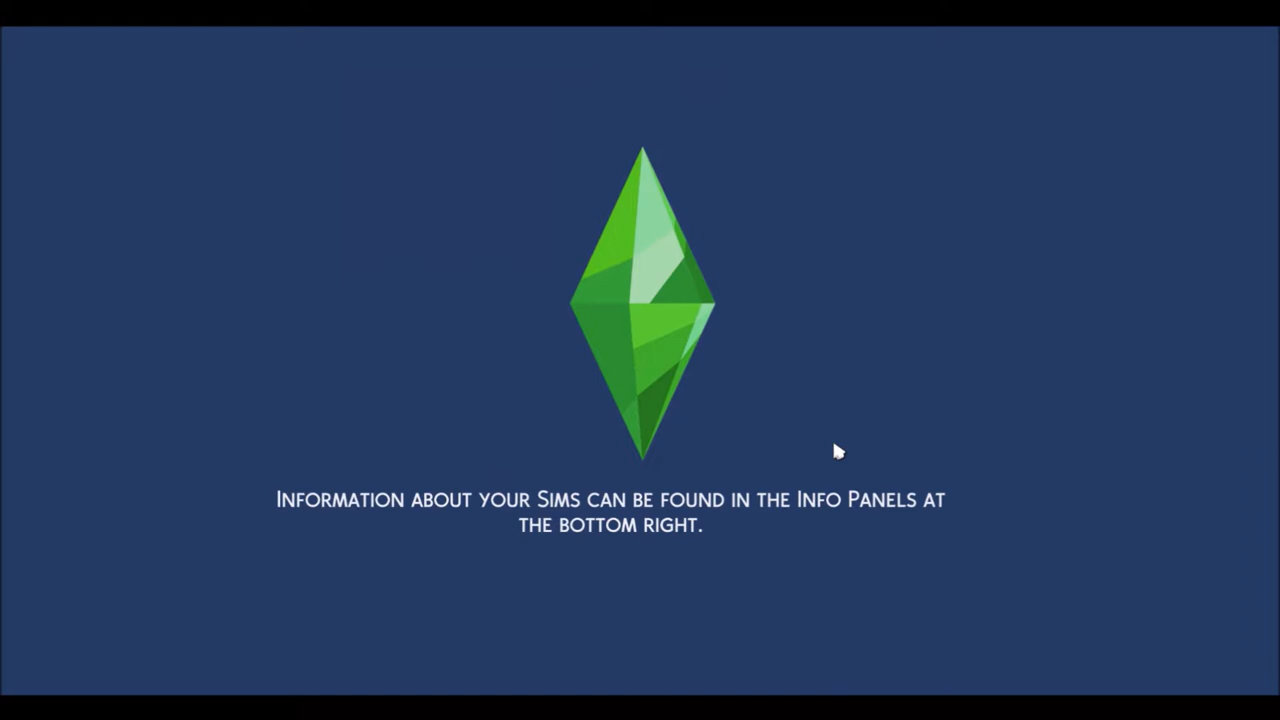 Information about your Sims can be found in the Info Panels at
the bottom right.